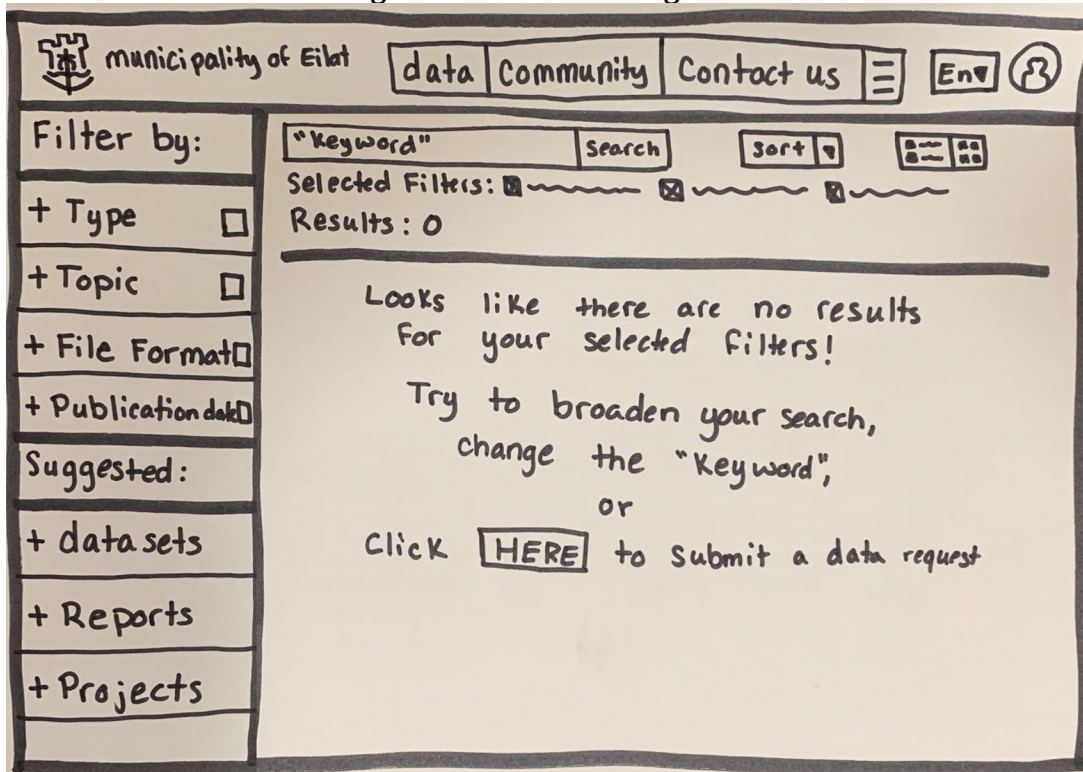 municipality of Eilat
data
Community
Contact us
En
Filter by:
+ Type
+ Topic
+ File Format
+ Publication date
Suggested:
+ datasets
+ Reports
+ Projects
"Keyword"
Search
Sort
Selected Filters:
Results: 0
Looks like there are no results
For your selected filters!
Try to broaden your search,
change the "Keyword",
or
Click HERE to submit a data request